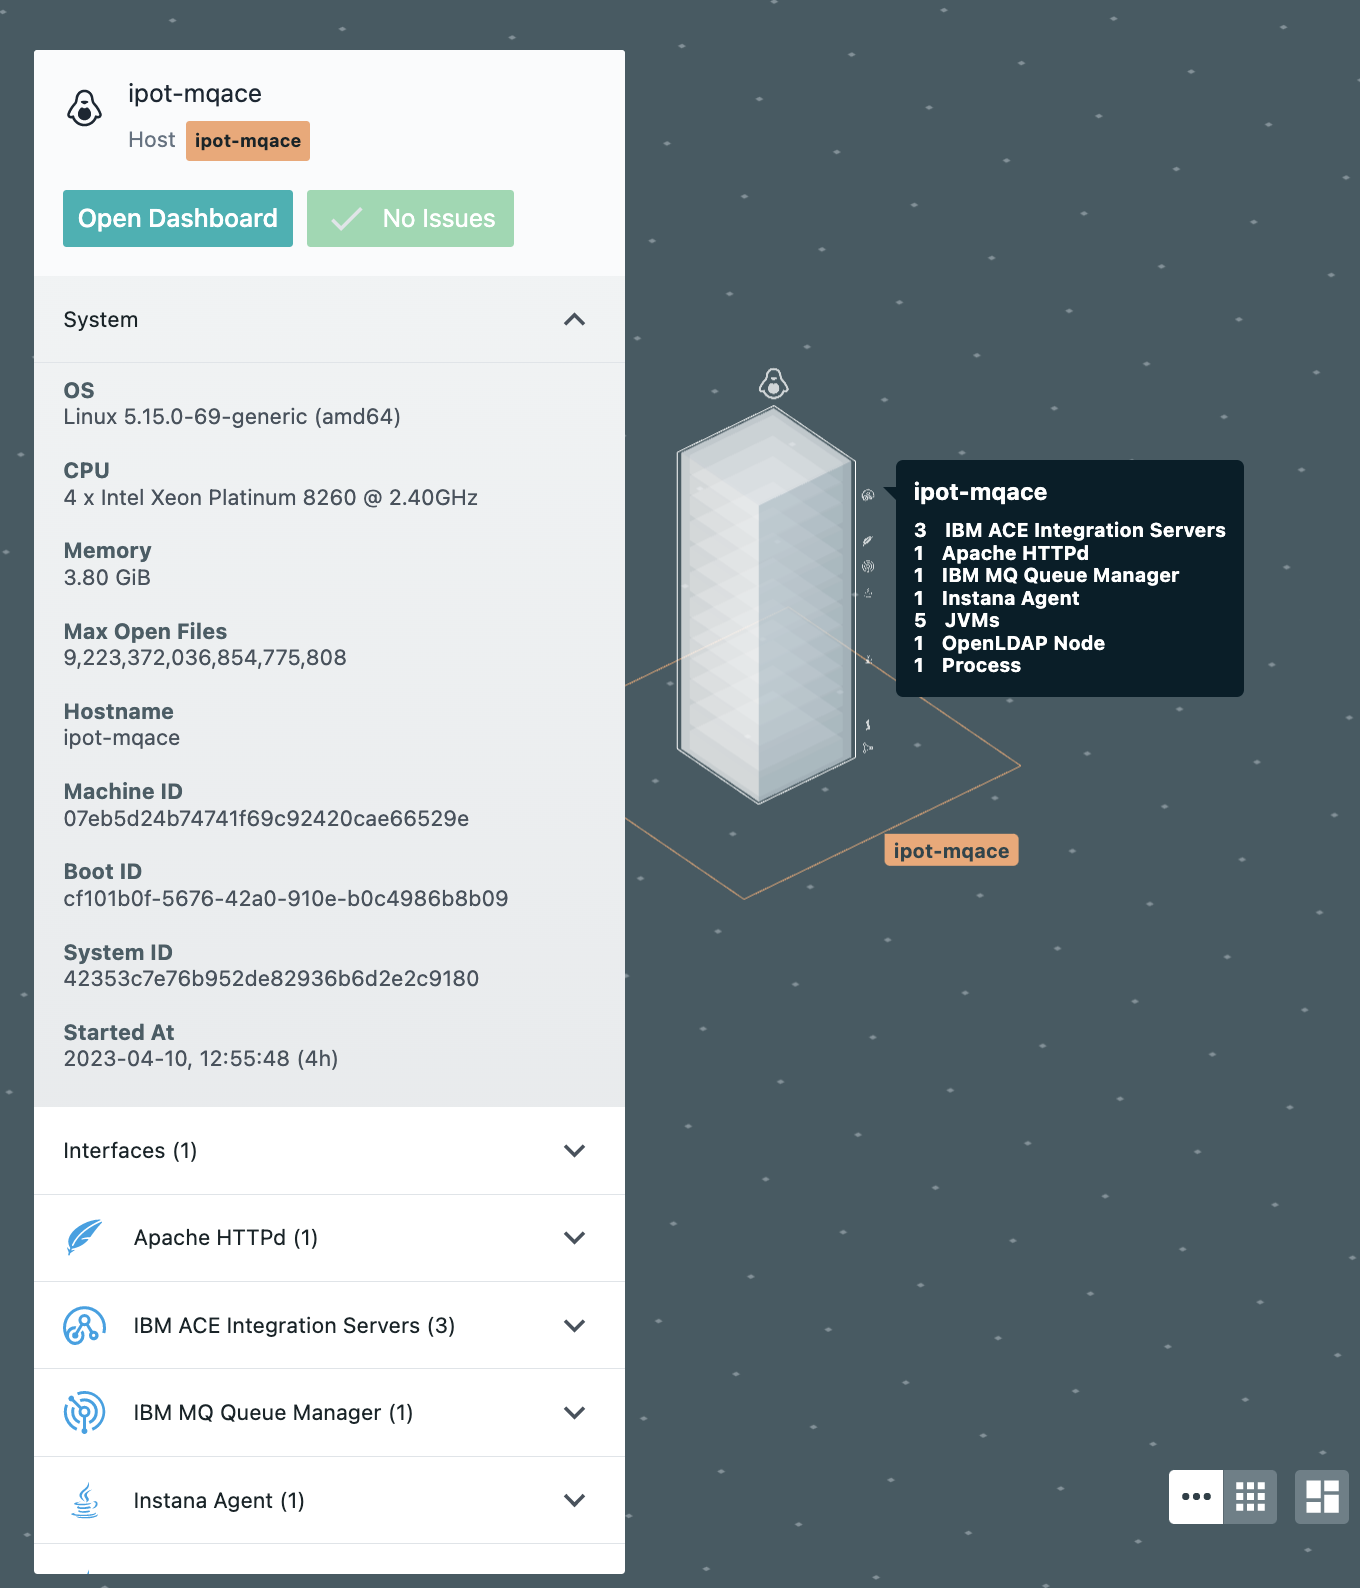 ipot-mqace
Host ipot-mqace
Open Dashboard No Issues
System
OS
Linux 5.15.0-69-generic (amd64)
CPU
4 x Intel Xeon Platinum 8260 @ 2.40GHz
Memory
3.80 GiB
Max Open Files
9,223,372,036,854,775,808
Hostname
ipot-mqace
Machine ID
07eb5d24b74741f69c92420cae66529e
Boot ID
cf101b0f-5676-42a0-910e-b0c4986b8b09
System ID
42353c7e76b952de82936b6d2e2c9180
Started At
2023-04-10, 12:55:48 (4h)
Interfaces (1)
Apache HTTPd (1)
IBM ACE Integration Servers (3)
IBM MQ Queue Manager (1)
Instana Agent (1)
ipot-mqace
3 IBM ACE Integration Servers
1 Apache HTTPd
1 IBM MQ Queue Manager
1 Instana Agent
5 JVMs
1 OpenLDAP Node
1 Process
ipot-mqace